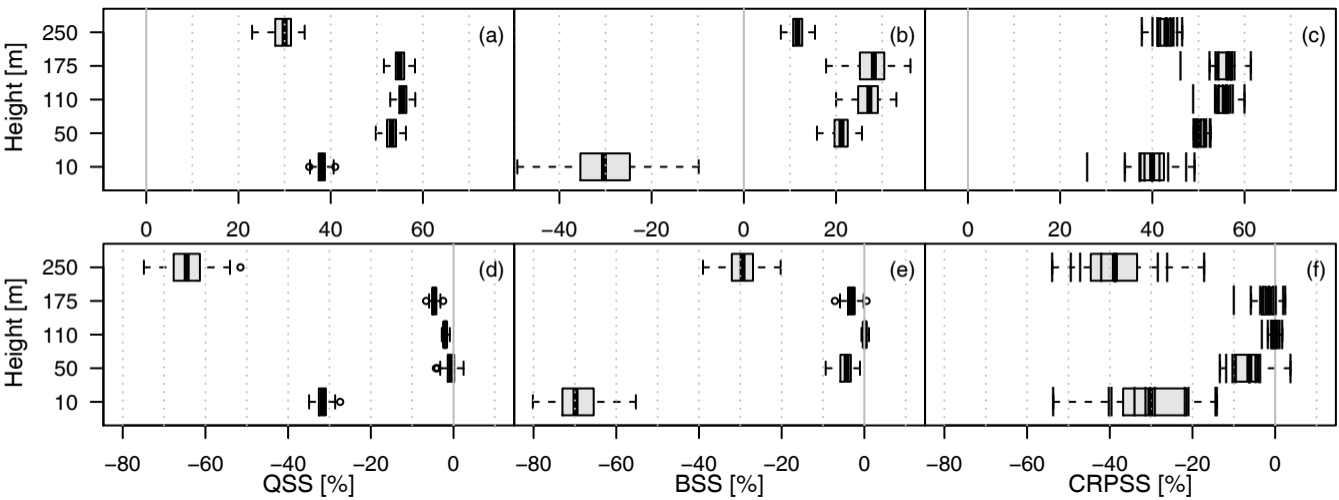 Height [m]
250
175
110
50
10
(a)
(b)
(c)
0 20 40 60
−40 −20 0 20
0 20 40 60
Height [m]
250
175
110
50
10
(d)
(e)
(f)
−80 −60 −40 −20 0
−80 −60 −40 −20 0
−80 −60 −40 −20 0
QSS [%]
BSS [%]
CRPSS [%]